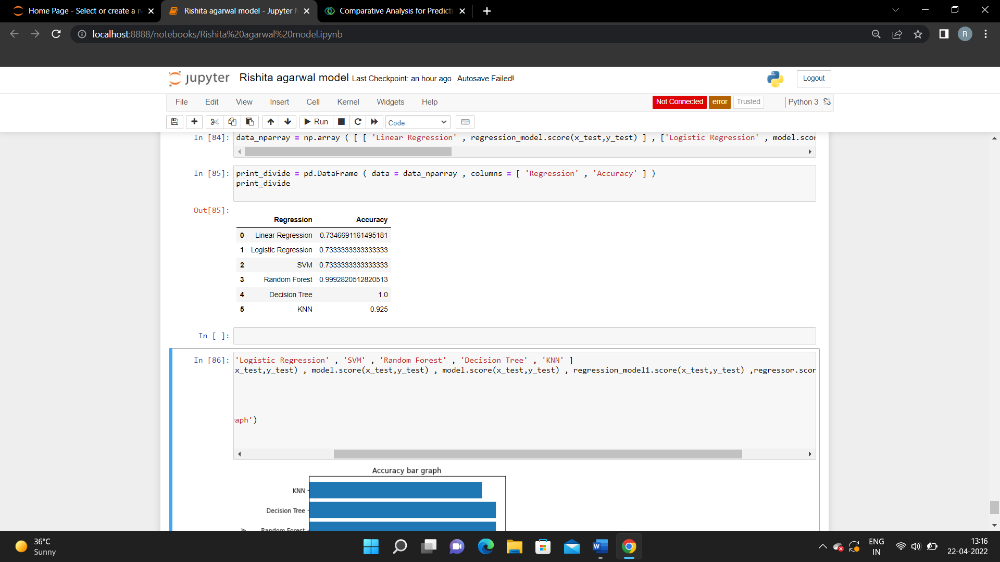 Home Page - Select or create a n
Rishita agarwal model - Jupyter N
Comparative Analysis for Predicti
localhost:8888/notebooks/Rishita%20agarwal%20model.ipynb
R
jupyter Rishita agarwal model Last Checkpoint: an hour ago Autosave Failed!
Logout
File Edit View Insert Cell Kernel Widgets Help
Not Connected error Trusted Python 3
Run Code
In [84]: data_nparray = np.array ( [ [ 'Linear Regression' , regression_model.score(x_test,y_test) ] , ['Logistic Regression' , model.scor
In [85]: print_divide = pd.DataFrame ( data = data_nparray , columns = [ 'Regression' , 'Accuracy' ] )
print_divide
Out[85]:
Regression Accuracy
0 Linear Regression 0.7346691161495181
1 Logistic Regression 0.7333333333333333
2 SVM 0.7333333333333333
3 Random Forest 0.9992820512820513
4 Decision Tree 1.0
5 KNN 0.925
In [ ]:
In [86]: 'Logistic Regression' , 'SVM' , 'Random Forest' , 'Decision Tree' , 'KNN' ]
x_test,y_test) , model.score(x_test,y_test) , model.score(x_test,y_test) , regression_model1.score(x_test,y_test) ,regressor.scor
aph')
Accuracy bar graph
KNN
Decision Tree
Random Forest
36°C
Sunny
ENG
IN
13:16
22-04-2022